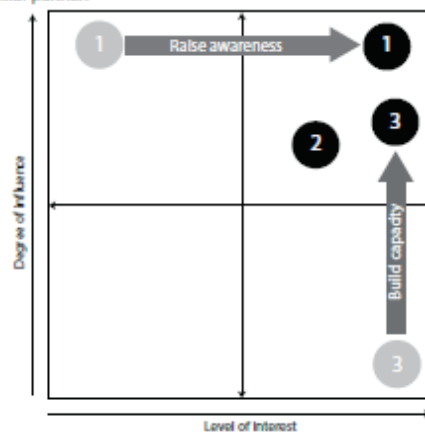 1
Raise awareness
1
3
2
Degree of Influence
Build capacity
3
Level of Interest